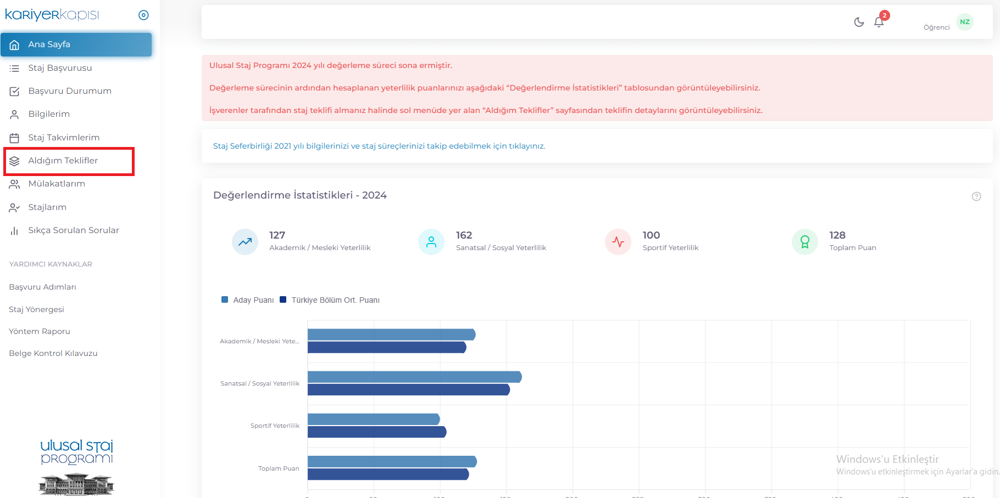 kariyerkapısı
Ana Sayfa
Staj Başvurusu
Başvuru Durumum
Bilgilerim
Staj Takvimlerim
Aldığım Teklifler
Mülakatlarım
Stajlarım
Sıkça Sorulan Sorular
YARDIMCI KAYNAKLAR
Başvuru Adımları
Staj Yönergesi
Yöntem Raporu
Belge Kontrol Kılavuzu
ulusal staj
programı
2
Öğrenci
NZ
Ulusal Staj Programı 2024 yılı değerleme süreci sona ermiştir.
Değerleme sürecinin ardından hesaplanan yeterlilik puanlarınızı aşağıdaki “Değerlendirme İstatistikleri” tablosundan görüntüleyebilirsiniz.
İşverenler tarafından staj teklifi almanız halinde sol menüde yer alan “Aldığım Teklifler” sayfasından teklifin detaylarını görüntüleyebilirsiniz.
Staj Seferbirliği 2021 yılı bilgilerinizi ve staj süreçlerinizi takip edebilmek için tıklayınız.
Değerlendirme İstatistikleri - 2024
127
Akademik / Mesleki Yeterlilik
162
Sanatsal / Sosyal Yeterlilik
100
Sportif Yeterlilik
128
Toplam Puan
Aday Puanı
Türkiye Bölüm Ort. Puanı
Akademik / Mesleki Yete...
Sanatsal / Sosyal Yeterlilik
Sportif Yeterlilik
Toplam Puan
Windows'u Etkinleştir
Windows'u etkinleştirmek için Ayarlar'a gidin.